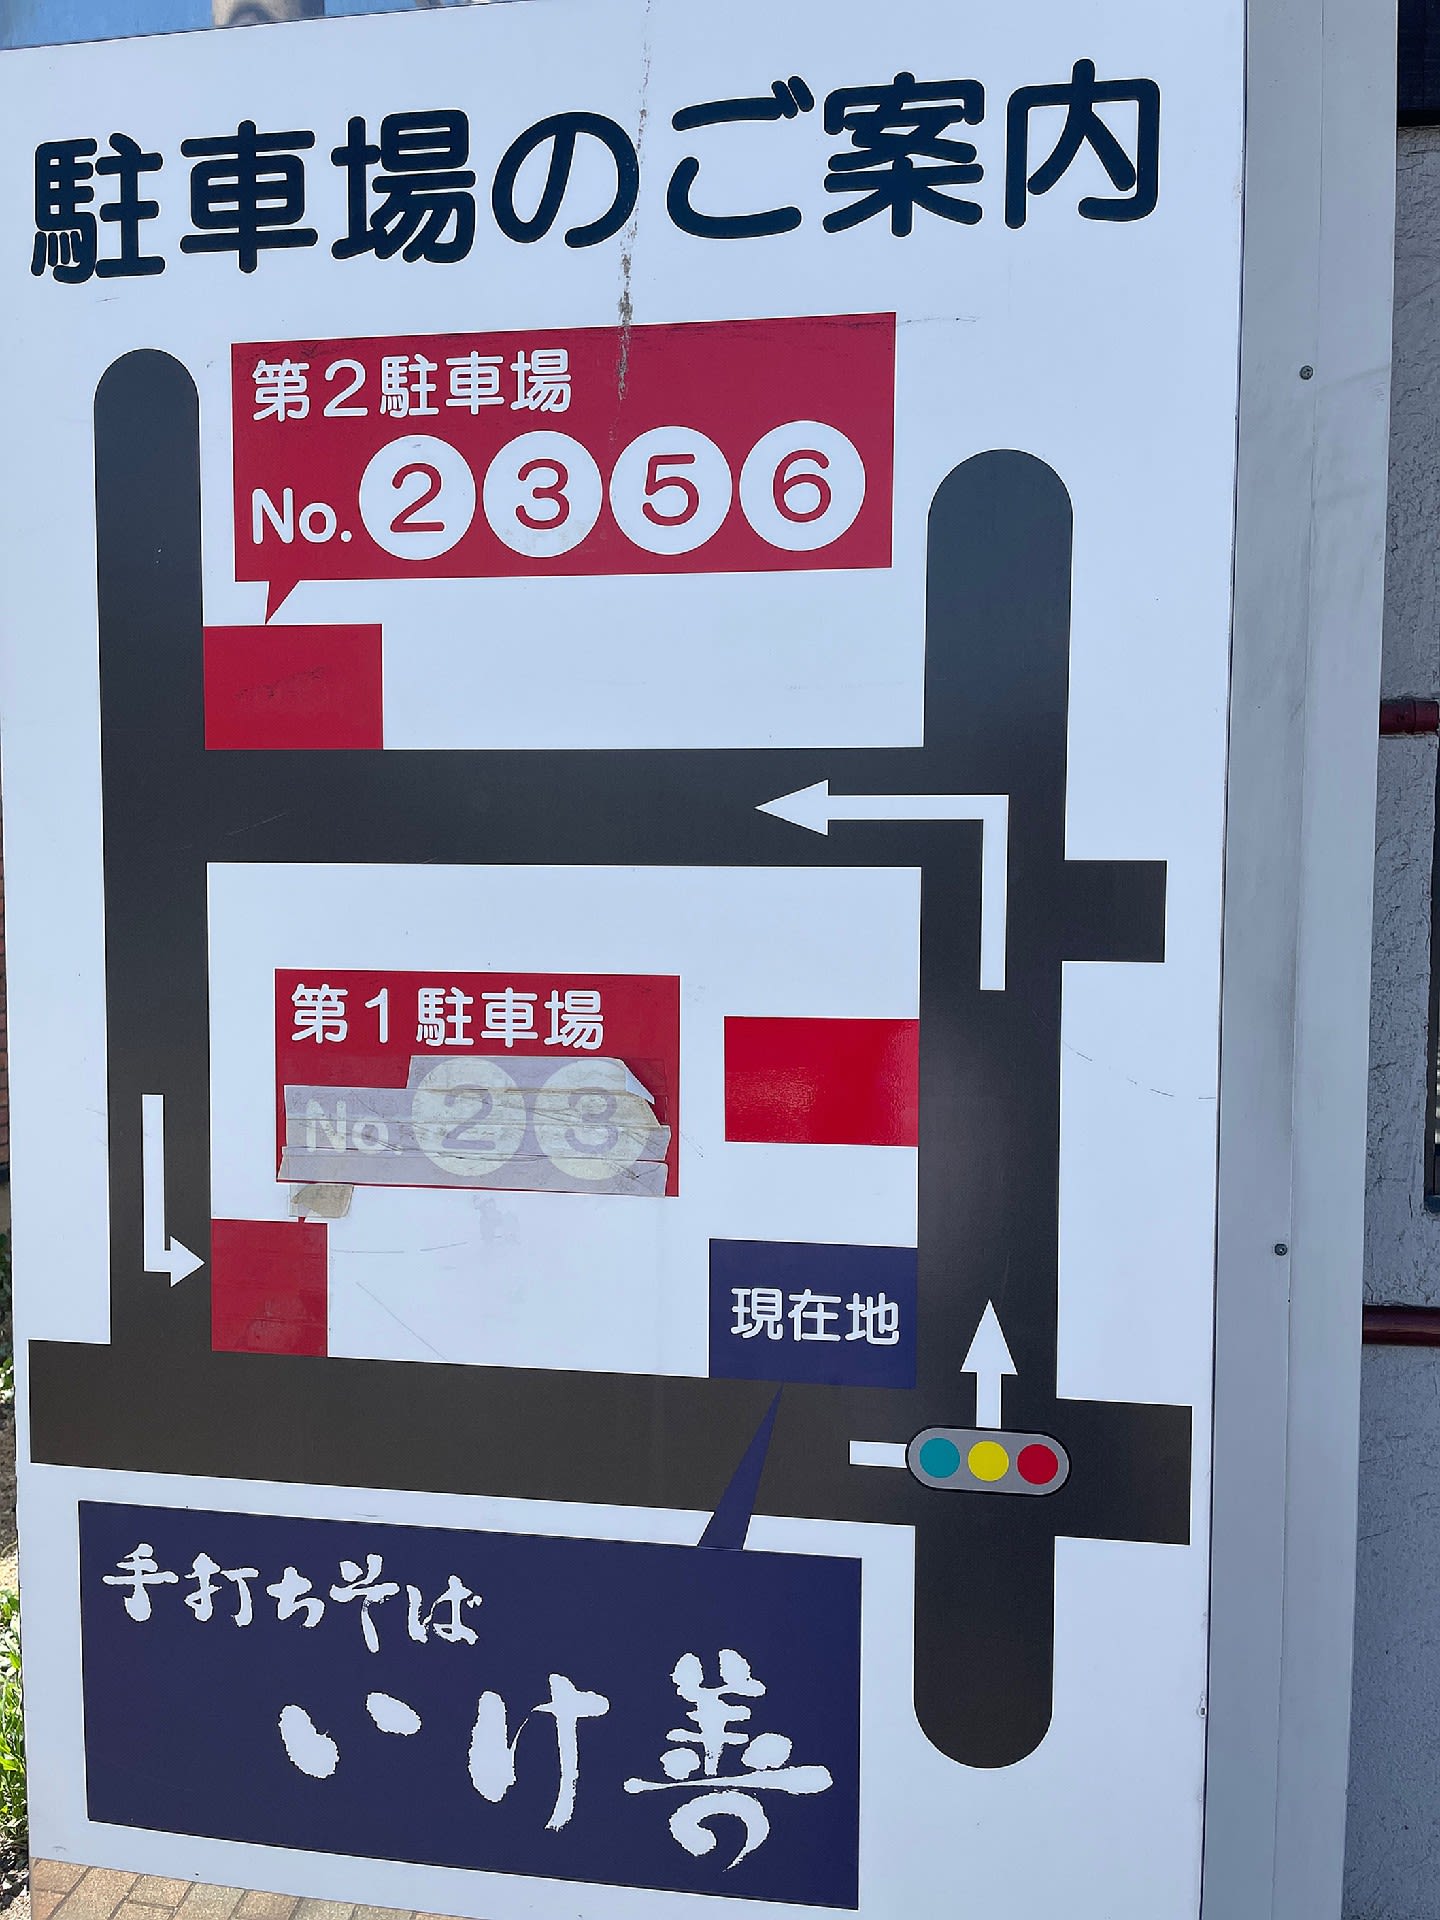 駐車場のご案内
第2駐車場
No. 2 3 5 6
第1駐車場
No. 2 3
現在地
手打ちそば
いけ善